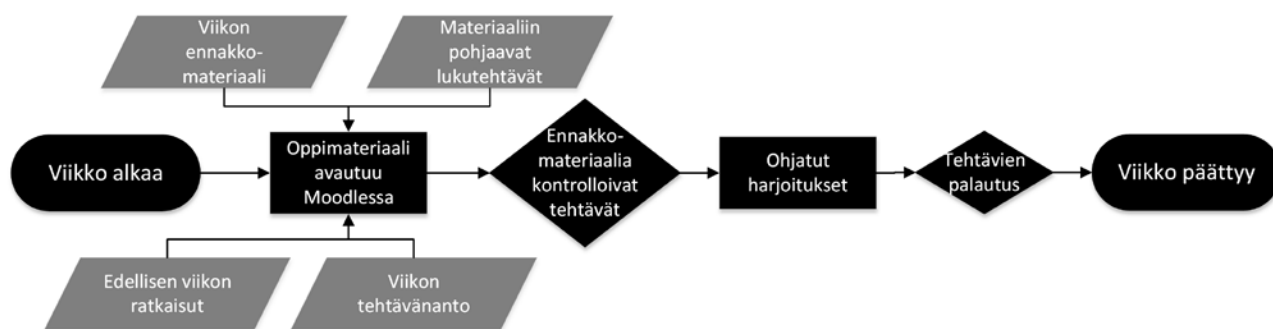 Viikon
ennakko-
materiaali
Materiaaliin
pohjaavat
lukutehtävät
Viikko alkaa
Oppimateriaali
avautuu
Moodlessa
Ennakko-
materiaalia
kontrolloivat
tehtävät
Ohjatut
harjoitukset
Tehtävien
palautus
Viikko päättyy
Edellisen viikon
ratkaisut
Viikon
tehtävänanto